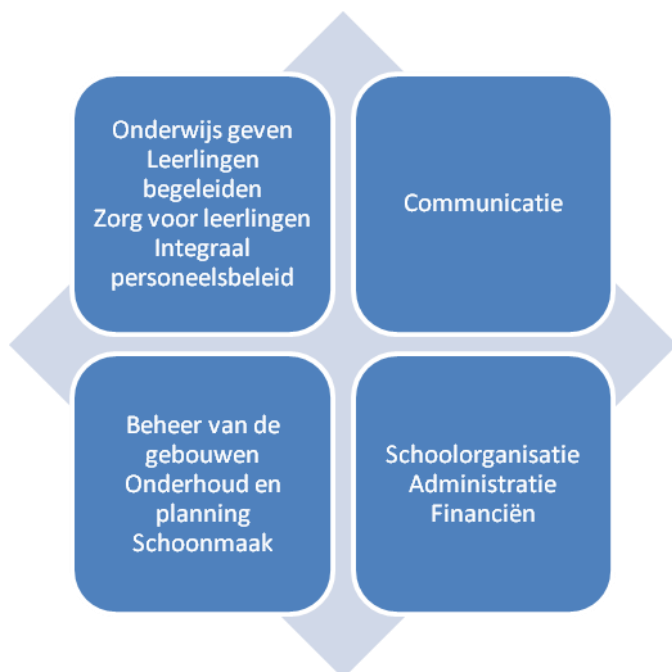 Onderwijs geven
Leerlingen
begeleiden
Zorg voor leerlingen
Integraal
personeelsbeleid
Communicatie
Beheer van de
gebouwen
Onderhoud en
planning
Schoonmaak
Schoolorganisatie
Administratie
Financiën